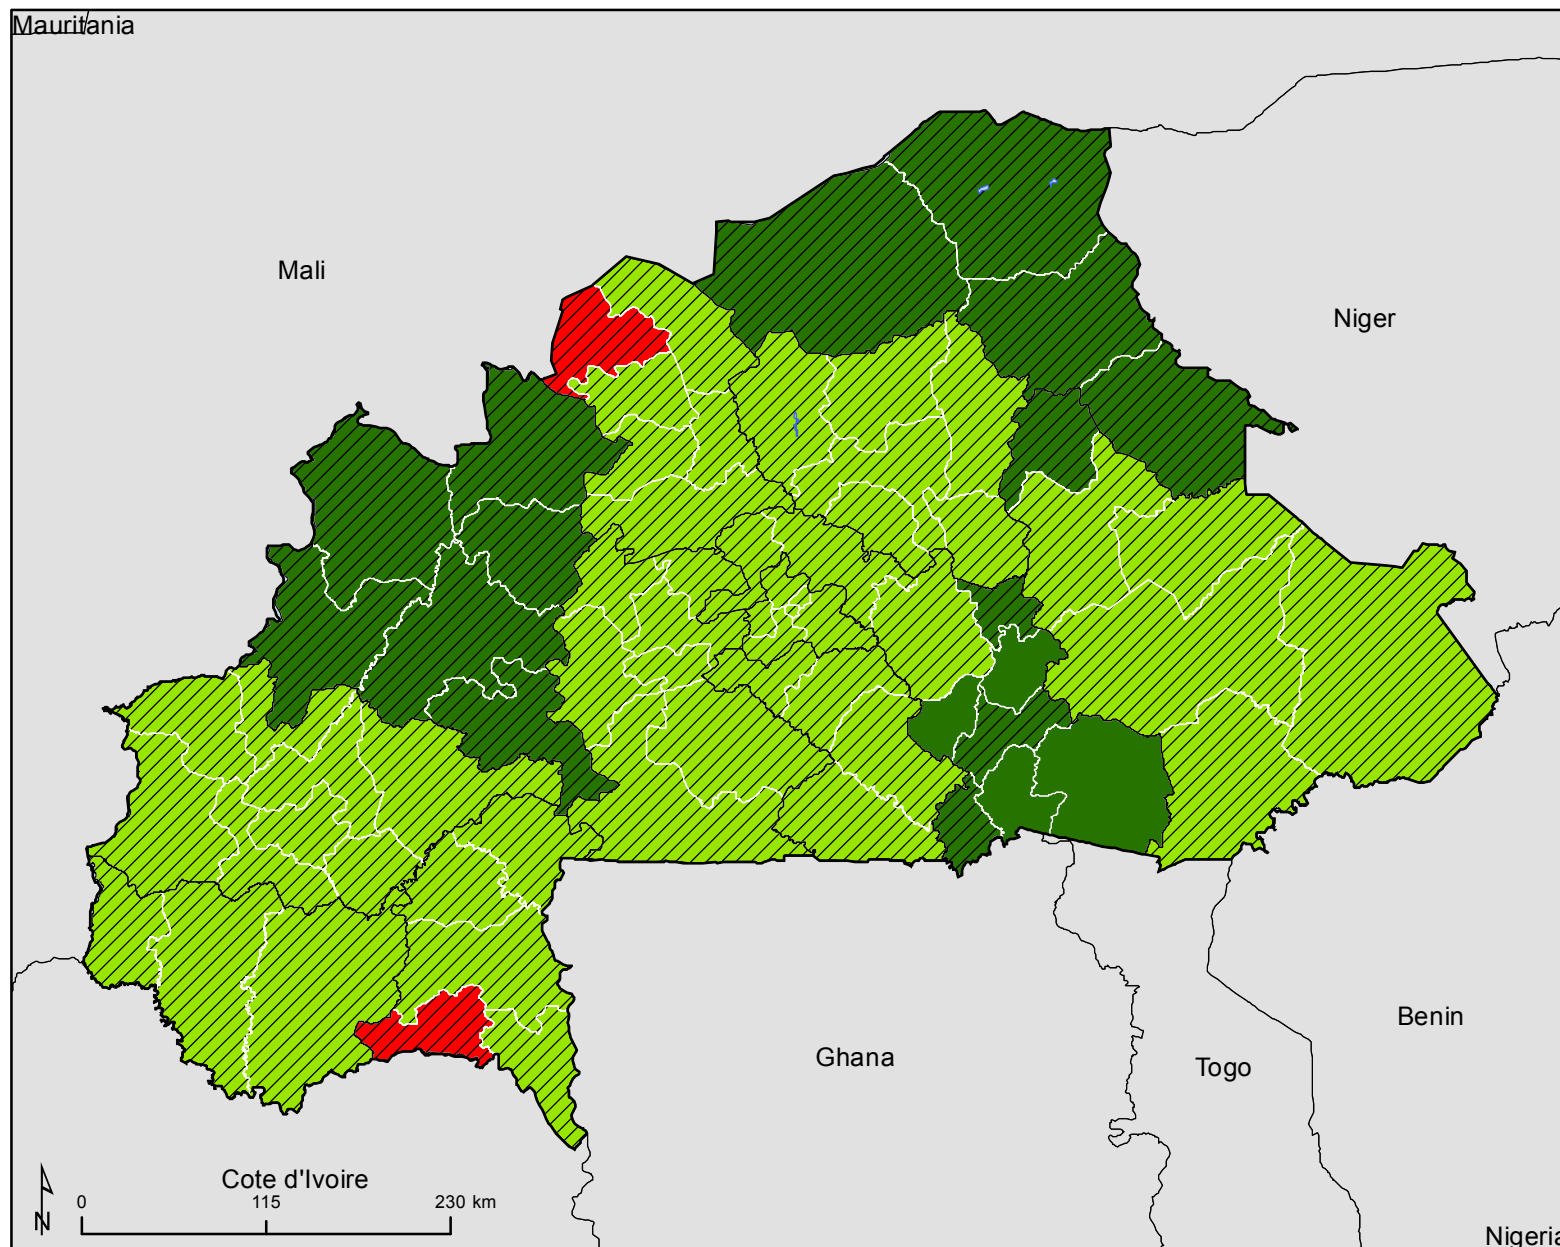 Mauritania
Mali
Niger
Benin
Ghana
Togo
Cote d'Ivoire
0 115 230 km
N
Nigeria